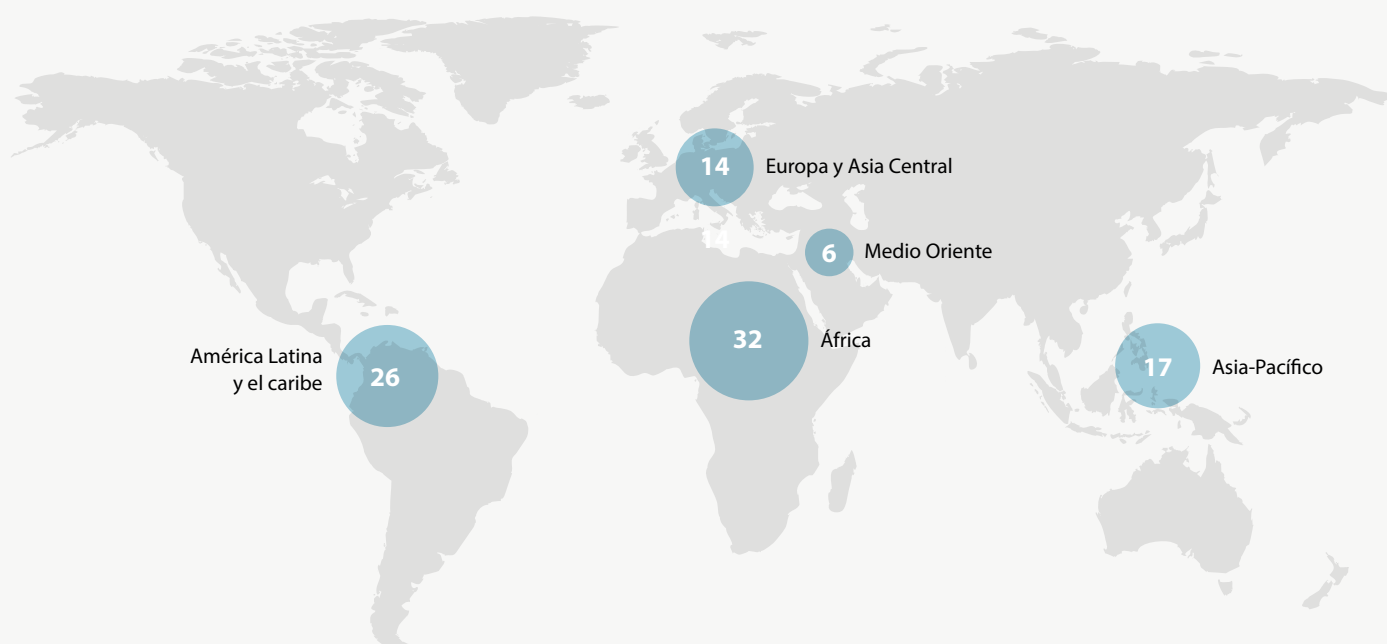 14
Europa y Asia Central
14
6
Medio Oriente
32
África
América Latina
y el caribe
26
17
Asia-Pacífico